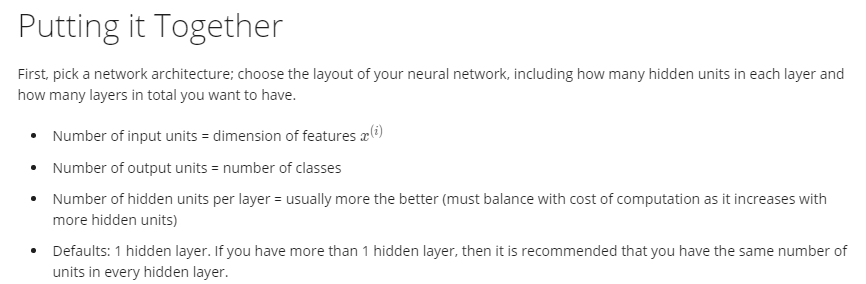 Putting it Together
First, pick a network architecture; choose the layout of your neural network, including how many hidden units in each layer and
how many layers in total you want to have.
• Number of input units = dimension of features x^{(i)}
• Number of output units = number of classes
• Number of hidden units per layer = usually more the better (must balance with cost of computation as it increases with
more hidden units)
• Defaults: 1 hidden layer. If you have more than 1 hidden layer, then it is recommended that you have the same number of
units in every hidden layer.